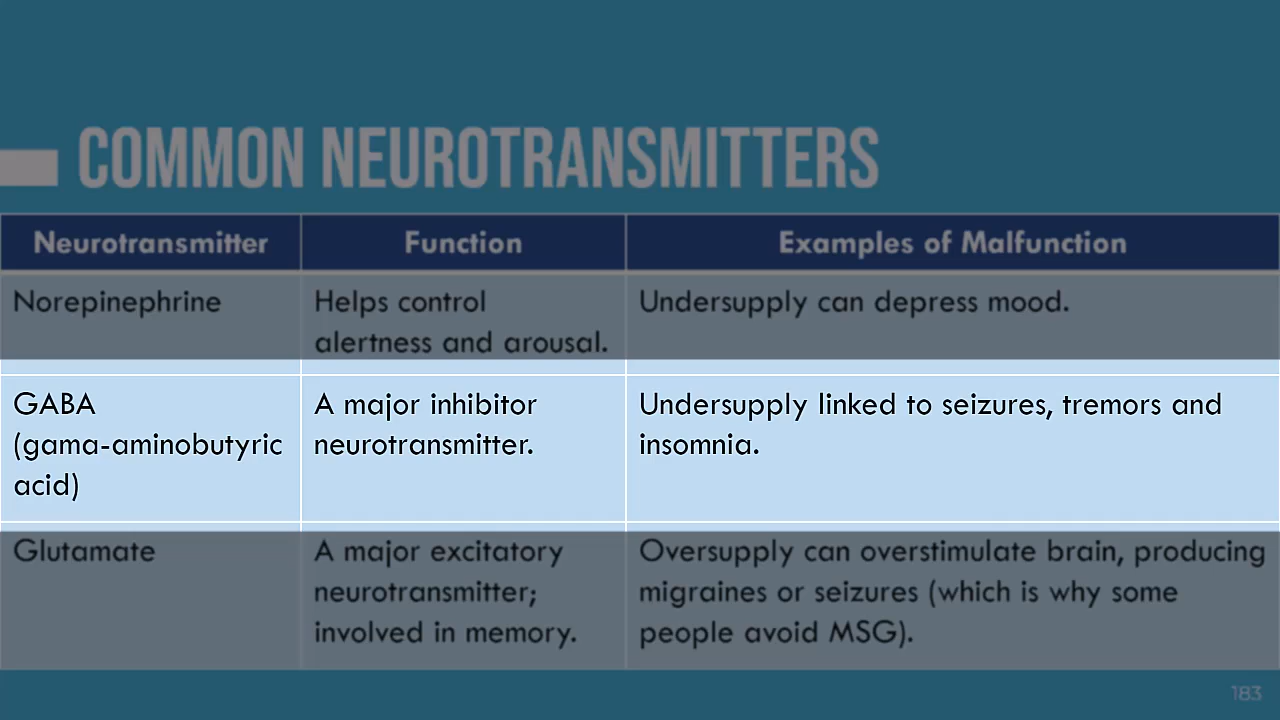 COMMON NEUROTRANSMITTERS
Neurotransmitter Function Examples of Malfunction
Norepinephrine
Helps control
alertness and arousal.
Undersupply can depress mood.
GABA
(gama-aminobutyric
acid)
A major inhibitor
neurotransmitter.
Undersupply linked to seizures, tremors and
insomnia.
Glutamate
A major excitatory
neurotransmitter;
involved in memory.
Oversupply can overstimulate brain, producing
migraines or seizures (which is why some
people avoid MSG).
183